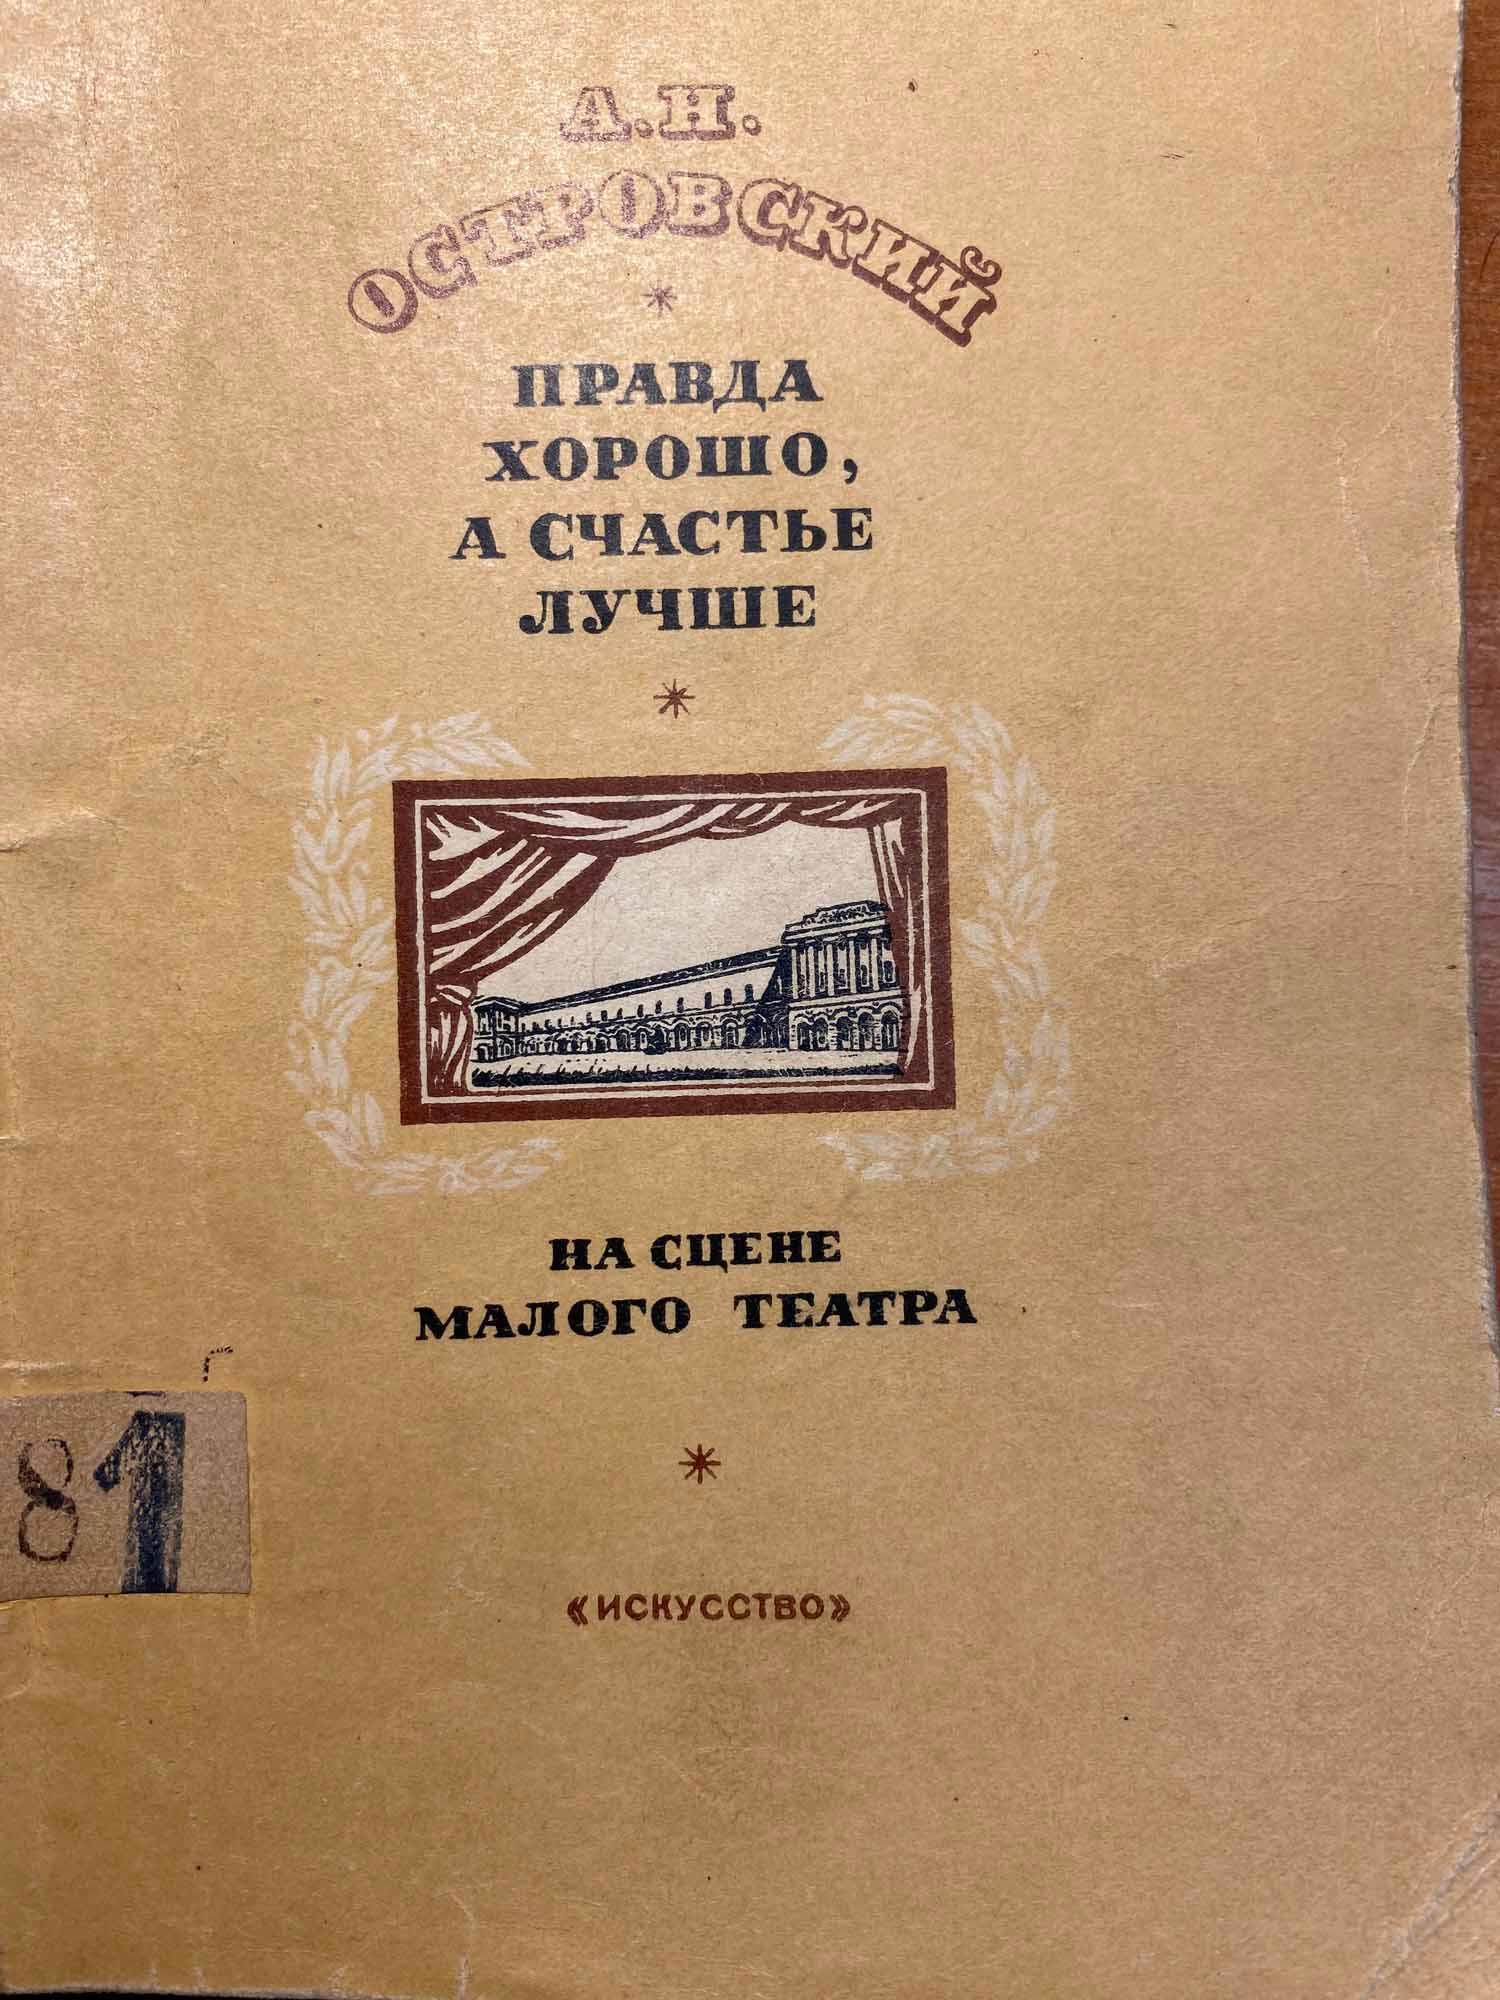 А.Н.
ОСТРОВСКИЙ
ПРАВДА
ХОРОШО,
А СЧАСТЬЕ
ЛУЧШЕ
НА СЦЕНЕ
МАЛОГО ТЕАТРА
81
«ИСКУССТВО»